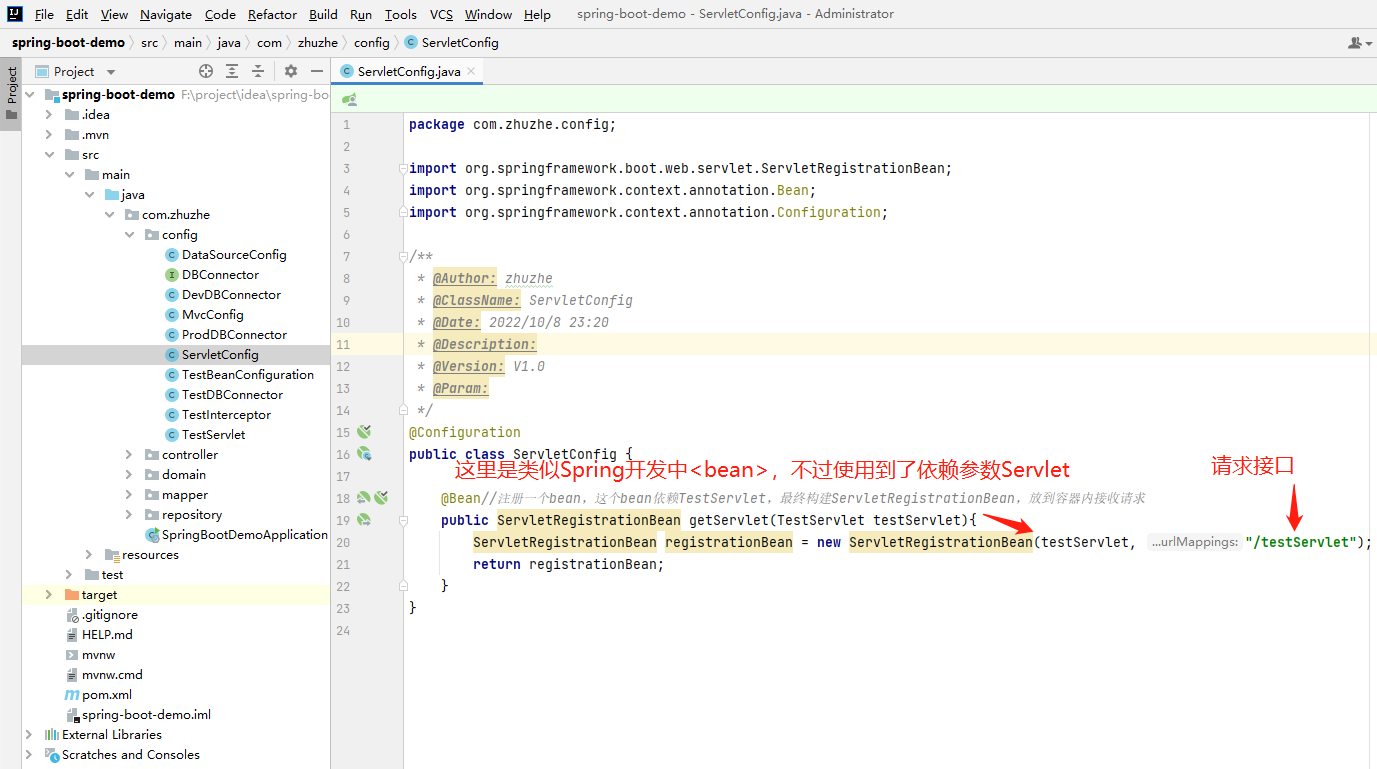 File Edit View Navigate Code Refactor Build Run Tools VCS Window Help spring-boot-demo - ServletConfig.java - Administrator
spring-boot-demo src main java com zhuzhe config ServletConfig
Project
Project
ServletConfig.java
spring-boot-demo F:\project\idea\spring-bo
.idea
.mvn
src
main
java
com.zhuzhe
config
DataSourceConfig
DBConnector
DevDBConnector
MvcConfig
ProdDBConnector
ServletConfig
TestBeanConfiguration
TestDBConnector
TestInterceptor
TestServlet
controller
domain
mapper
repository
SpringBootDemoApplication
resources
test
target
.gitignore
HELP.md
mvnw
mvnw.cmd
pom.xml
spring-boot-demo.iml
External Libraries
Scratches and Consoles
1 package com.zhuzhe.config;
2
3 import org.springframework.boot.web.servlet.ServletRegistrationBean;
4 import org.springframework.context.annotation.Bean;
5 import org.springframework.context.annotation.Configuration;
6
7 /**
8 * @Author: zhuzhe
9 * @ClassName: ServletConfig
10 * @Date: 2022/10/8 23:20
11 * @Description:
12 * @Version: V1.0
13 * @Param:
14 */
15 @Configuration
16 public class ServletConfig {
这里是类似Spring开发中<bean>，不过使用到了依赖参数Servlet
请求接口
17
18 @Bean//注册一个bean，这个bean依赖TestServlet，最终构建ServletRegistrationBean，放到容器内接收请求
19 public ServletRegistrationBean getServlet(TestServlet testServlet){
20 ServletRegistrationBean registrationBean = new ServletRegistrationBean(testServlet, ...urlMappings: "/testServlet");
21 return registrationBean;
22 }
23 }
24